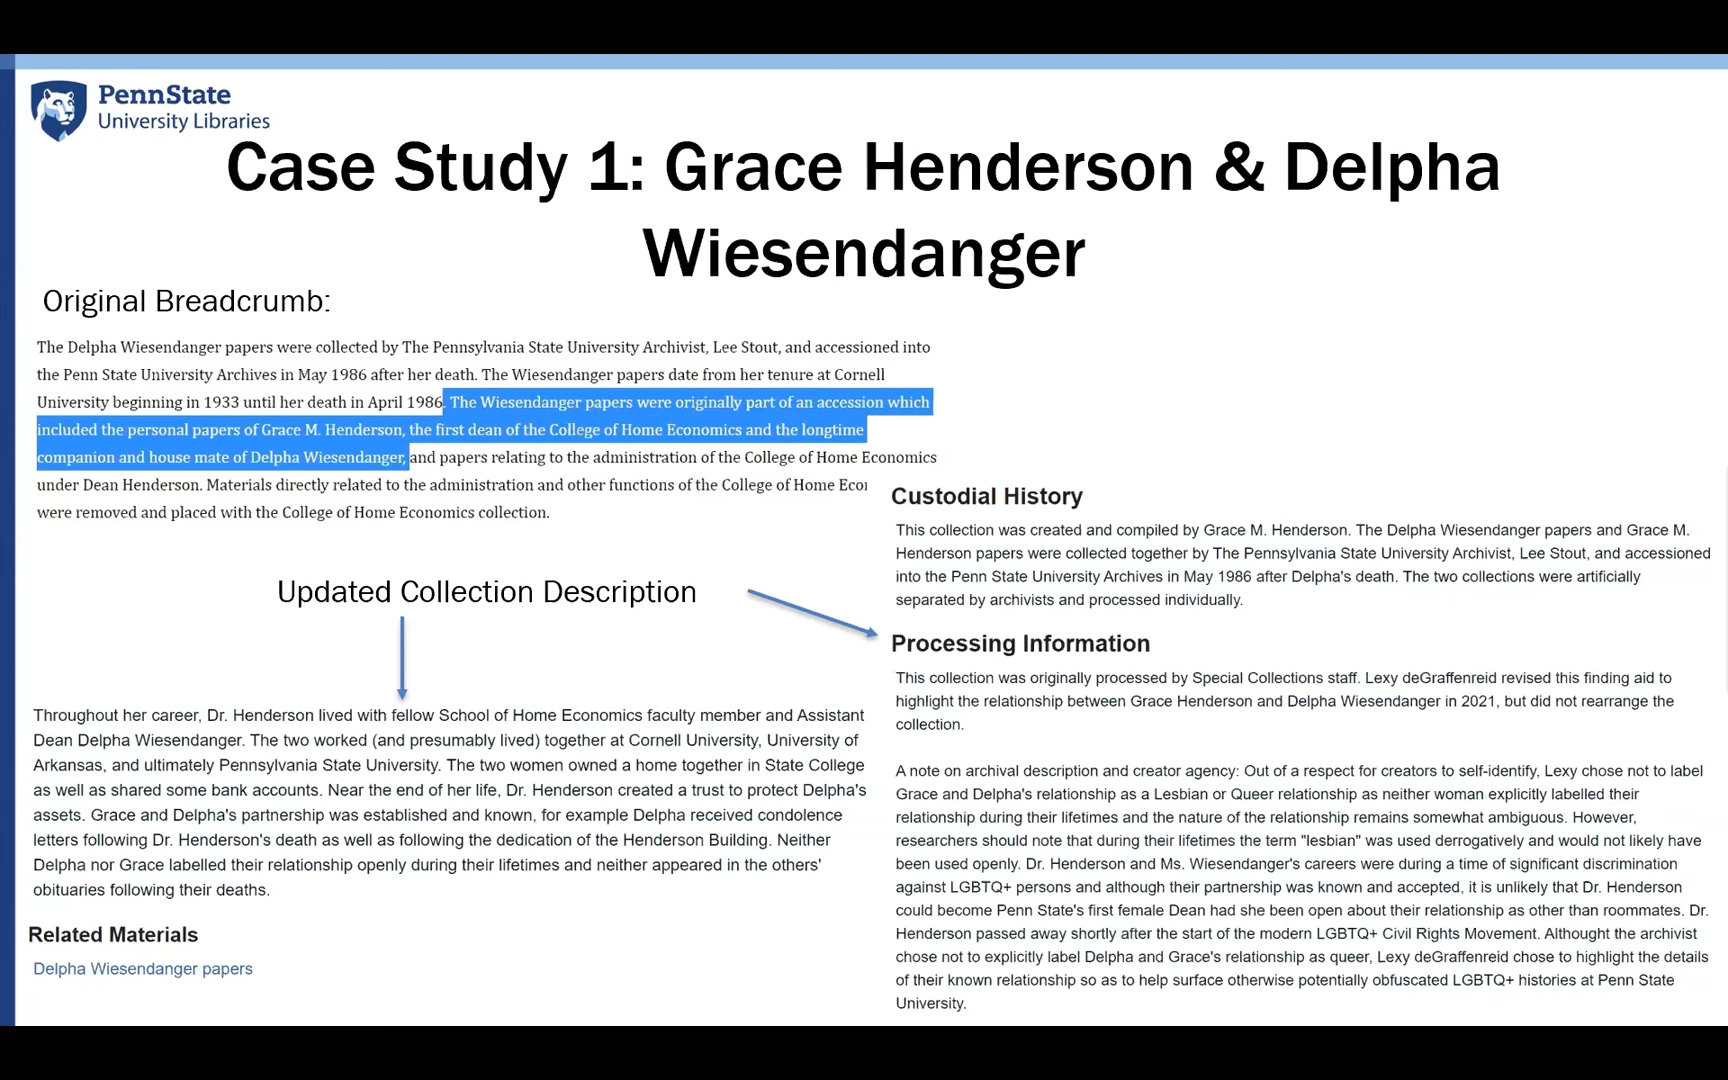 PennState
University Libraries
Case Study 1: Grace Henderson & Delpha
Wiesendanger
Original Breadcrumb:
The Delpha Wiesendanger papers were collected by The Pennsylvania State University Archivist, Lee Stout, and accessioned into
the Penn State University Archives in May 1986 after her death. The Wiesendanger papers date from her tenure at Cornell
University beginning in 1933 until her death in April 1986. The Wiesendanger papers were originally part of an accession which
included the personal papers of Grace M. Henderson, the first dean of the College of Home Economics and the longtime
companion and house mate of Delpha Wiesendanger, and papers relating to the administration of the College of Home Economics
under Dean Henderson. Materials directly related to the administration and other functions of the College of Home Ecor
were removed and placed with the College of Home Economics collection.
Updated Collection Description
Throughout her career, Dr. Henderson lived with fellow School of Home Economics faculty member and Assistant
Dean Delpha Wiesendanger. The two worked (and presumably lived) together at Cornell University, University of
Arkansas, and ultimately Pennsylvania State University. The two women owned a home together in State College
as well as shared some bank accounts. Near the end of her life, Dr. Henderson created a trust to protect Delpha's
assets. Grace and Delpha's partnership was established and known, for example Delpha received condolence
letters following Dr. Henderson's death as well as following the dedication of the Henderson Building. Neither
Delpha nor Grace labelled their relationship openly during their lifetimes and neither appeared in the others'
obituaries following their deaths.
Related Materials
Delpha Wiesendanger papers
Custodial History
This collection was created and compiled by Grace M. Henderson. The Delpha Wiesendanger papers and Grace M.
Henderson papers were collected together by The Pennsylvania State University Archivist, Lee Stout, and accessioned
into the Penn State University Archives in May 1986 after Delpha's death. The two collections were artificially
separated by archivists and processed individually.
Processing Information
This collection was originally processed by Special Collections staff. Lexy deGraffenreid revised this finding aid to
highlight the relationship between Grace Henderson and Delpha Wiesendanger in 2021, but did not rearrange the
collection.
A note on archival description and creator agency: Out of a respect for creators to self-identify, Lexy chose not to label
Grace and Delpha's relationship as a Lesbian or Queer relationship as neither woman explicitly labelled their
relationship during their lifetimes and the nature of the relationship remains somewhat ambiguous. However,
researchers should note that during their lifetimes the term "lesbian" was used derrogatively and would not likely have
been used openly. Dr. Henderson and Ms. Wiesendanger's careers were during a time of significant discrimination
against LGBTQ+ persons and although their partnership was known and accepted, it is unlikely that Dr. Henderson
could become Penn State's first female Dean had she been open about their relationship as other than roommates. Dr.
Henderson passed away shortly after the start of the modern LGBTQ+ Civil Rights Movement. Althought the archivist
chose not to explicitly label Delpha and Grace's relationship as queer, Lexy deGraffenreid chose to highlight the details
of their known relationship so as to help surface otherwise potentially obfuscated LGBTQ+ histories at Penn State
University.